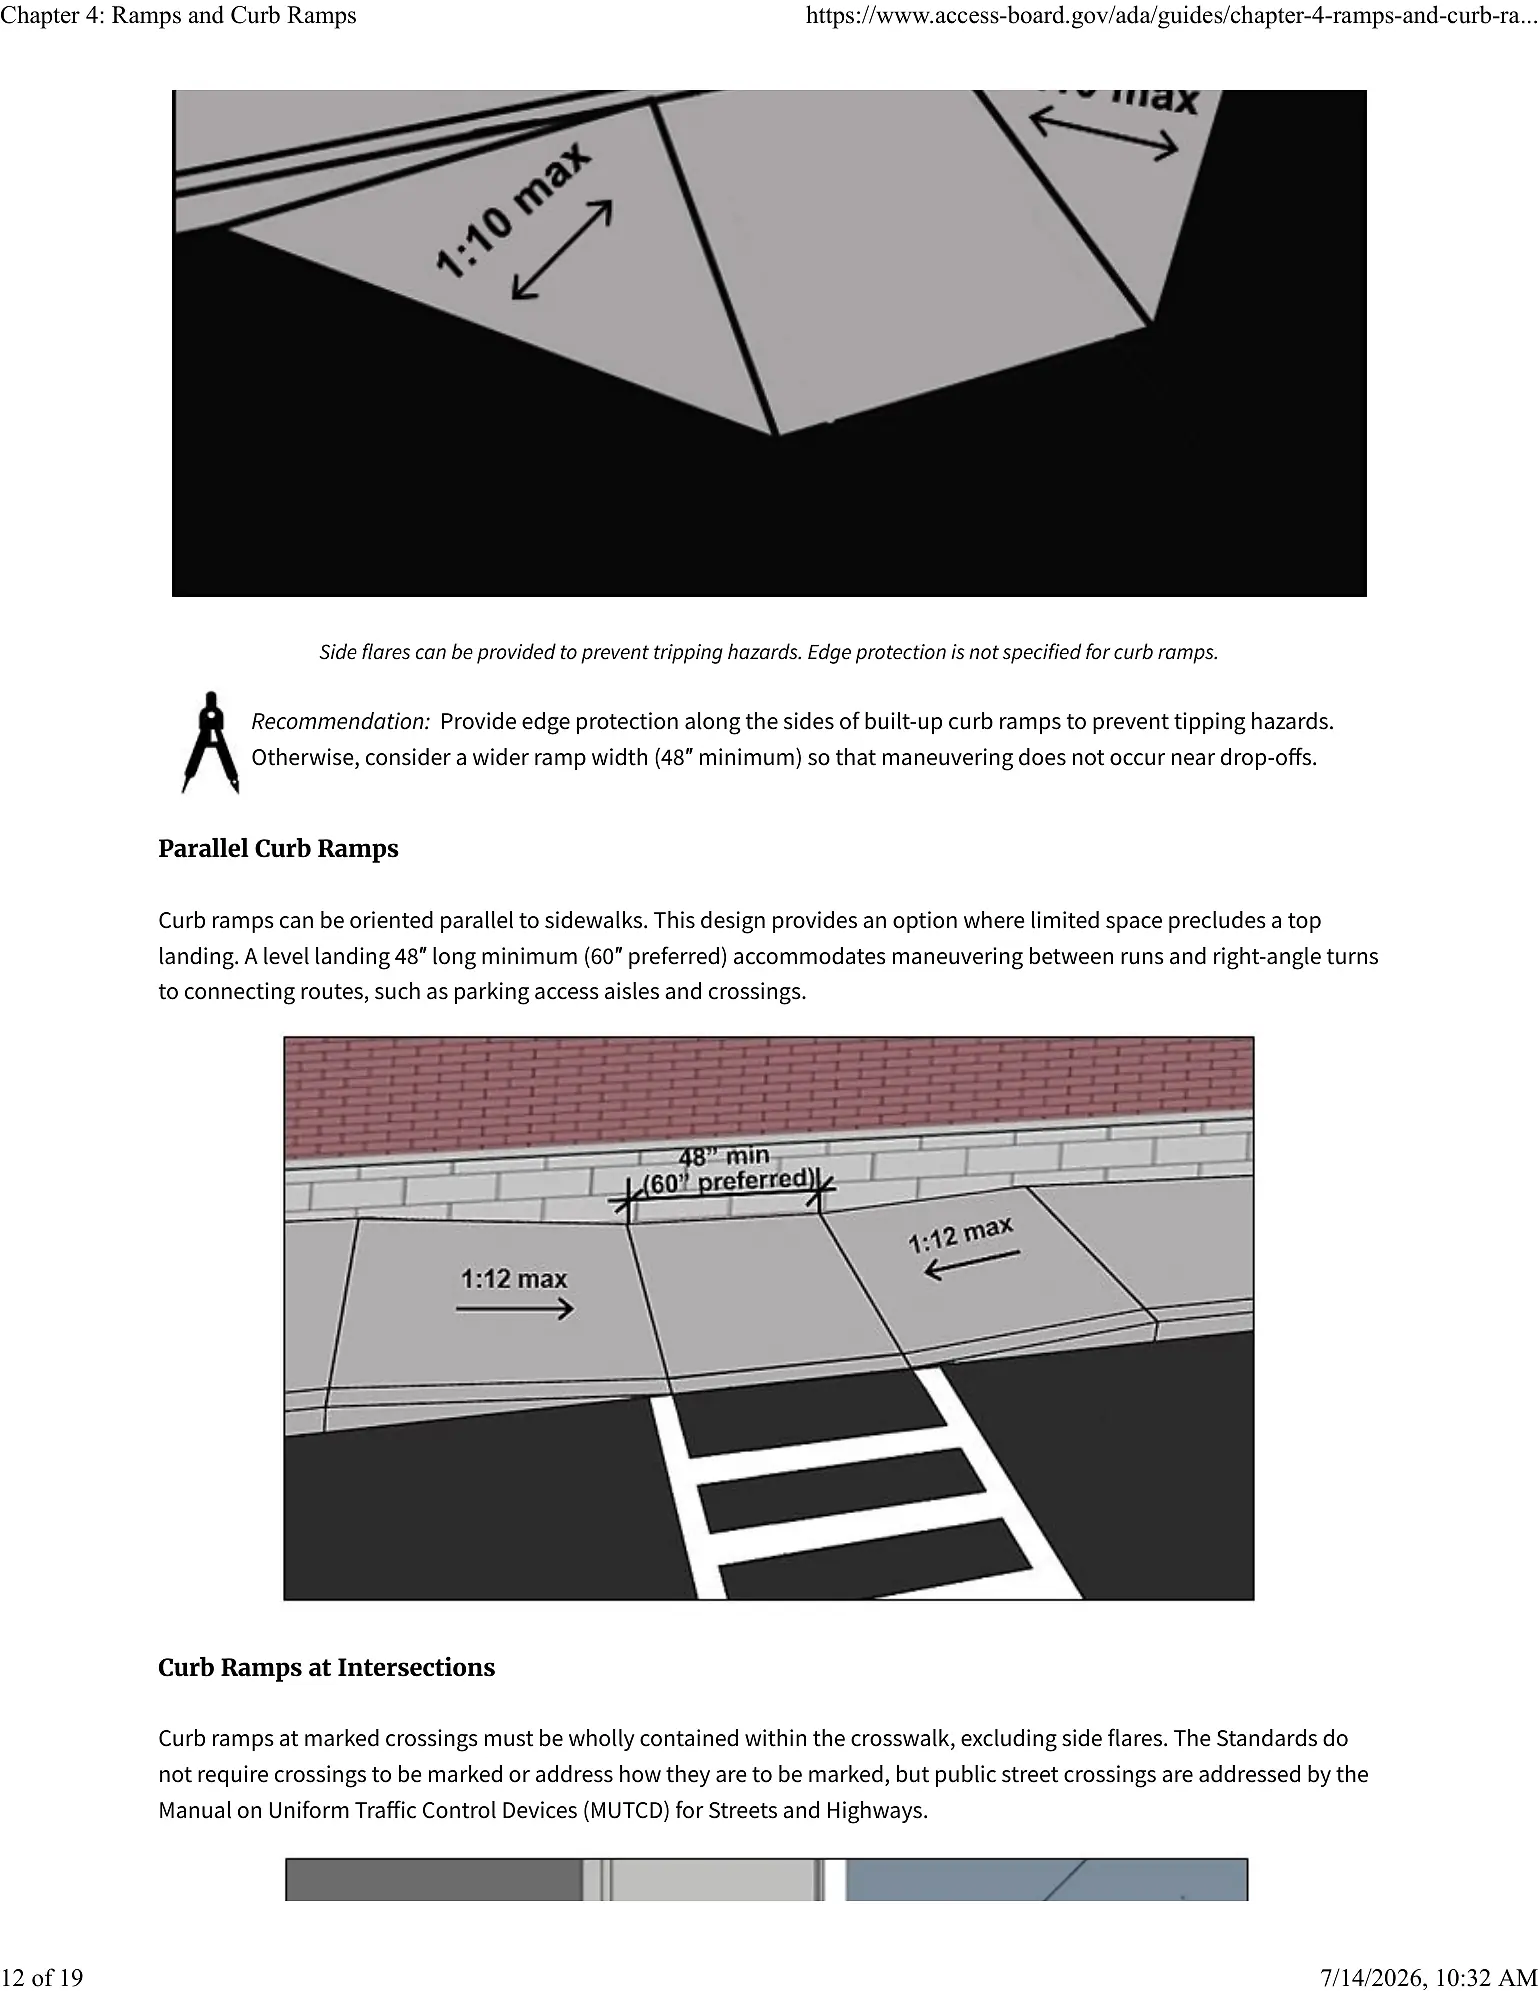 Chapter 4: Ramps and Curb Ramps
https://www.access-board.gov/ada/guides/chapter-4-ramps-and-curb-ra...
max
1:10 max
Side flares can be provided to prevent tripping hazards. Edge protection is not specified for curb ramps.
Recommendation: Provide edge protection along the sides of built-up curb ramps to prevent tipping hazards.
Otherwise, consider a wider ramp width (48″ minimum) so that maneuvering does not occur near drop-offs.
Parallel Curb Ramps
Curb ramps can be oriented parallel to sidewalks. This design provides an option where limited space precludes a top
landing. A level landing 48″ long minimum (60″ preferred) accommodates maneuvering between runs and right-angle turns
to connecting routes, such as parking access aisles and crossings.
48” min
(60” preferred)
1:12 max
1:12 max
Curb Ramps at Intersections
Curb ramps at marked crossings must be wholly contained within the crosswalk, excluding side flares. The Standards do
not require crossings to be marked or address how they are to be marked, but public street crossings are addressed by the
Manual on Uniform Traffic Control Devices (MUTCD) for Streets and Highways.
12 of 19
7/14/2026, 10:32 AM